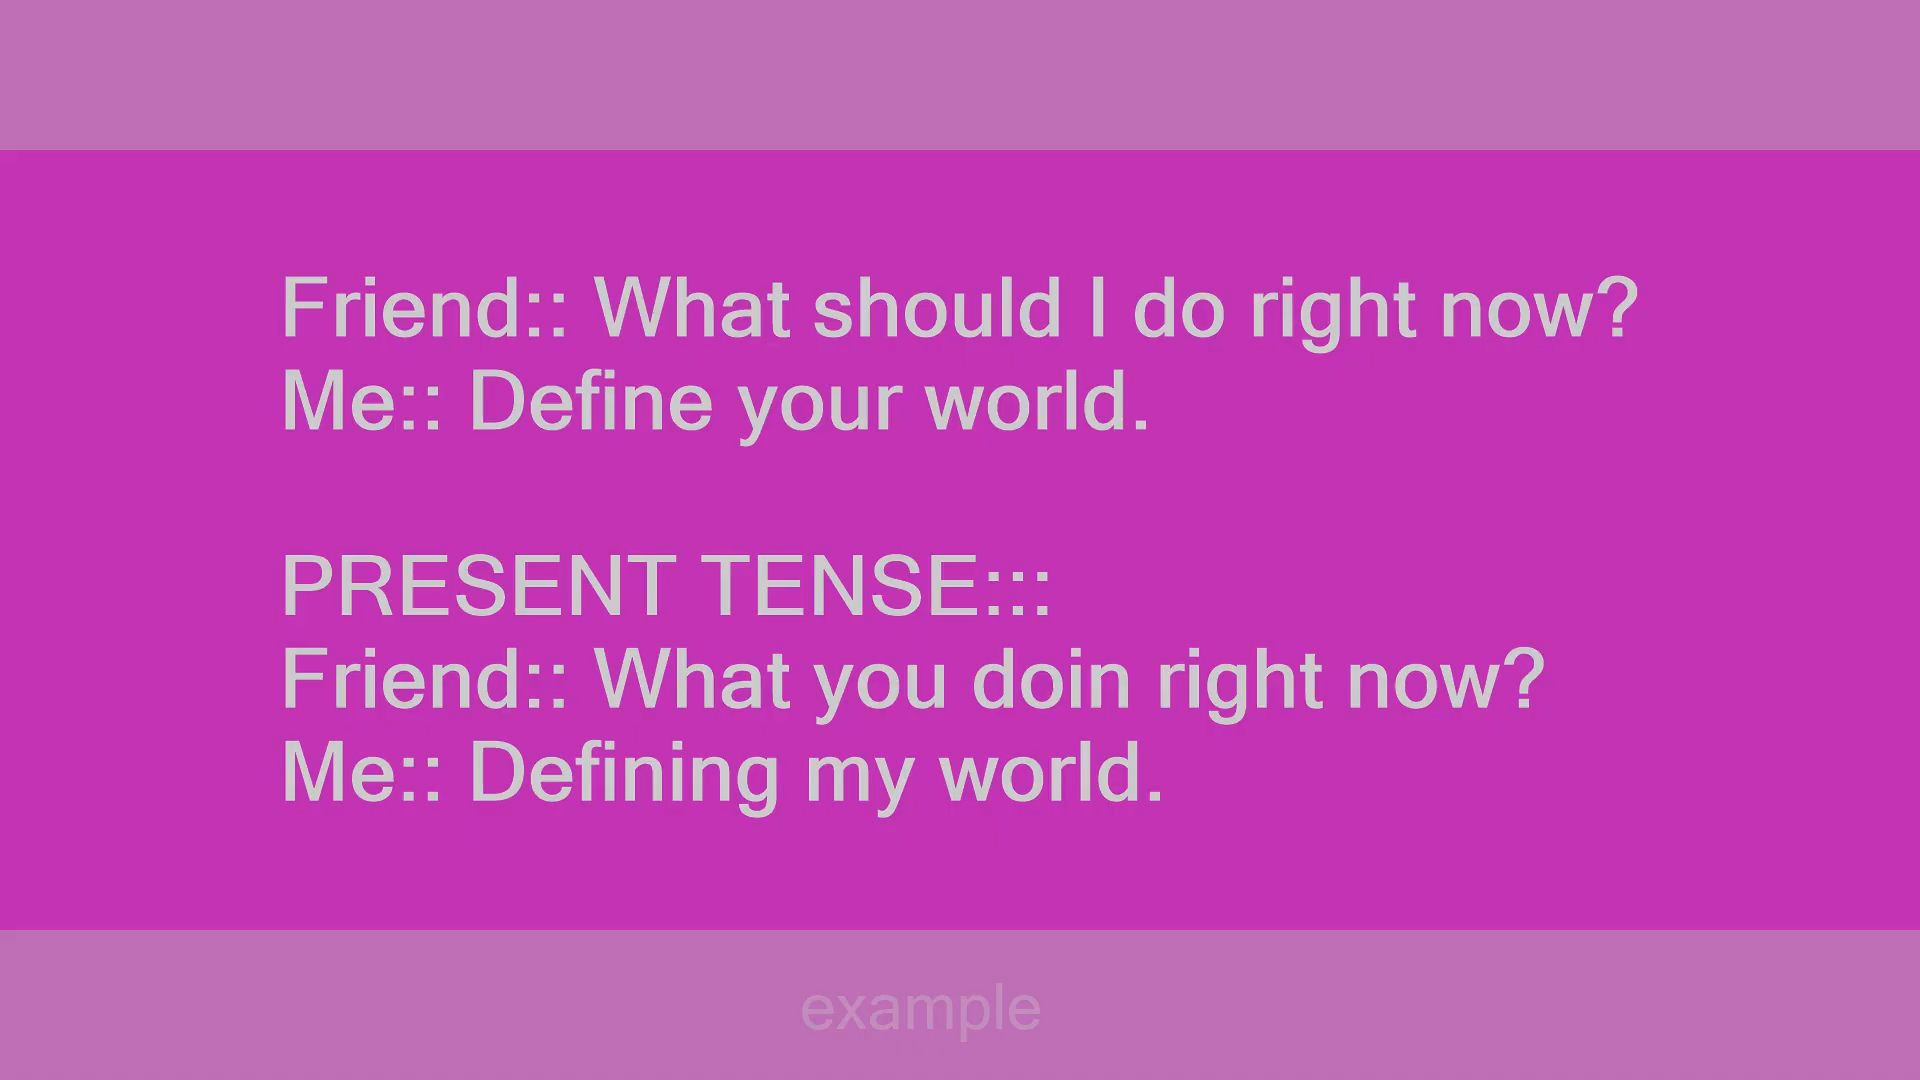 Friend:: What should I do right now?
Me:: Define your world.
PRESENT TENSE:::
Friend:: What you doin right now?
Me:: Defining my world.
example